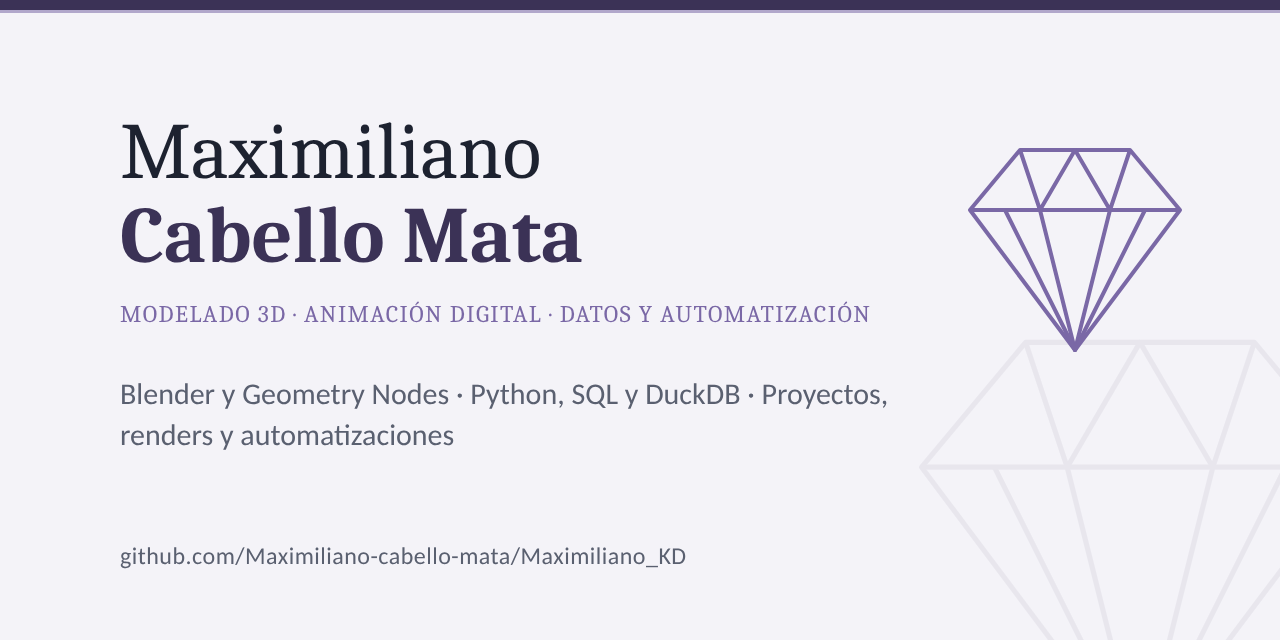 Maximiliano
Cabello Mata
MODELADO 3D · ANIMACIÓN DIGITAL · DATOS Y AUTOMATIZACIÓN
Blender y Geometry Nodes · Python, SQL y DuckDB · Proyectos,
renders y automatizaciones
github.com/Maximiliano-cabello-mata/Maximiliano_KD